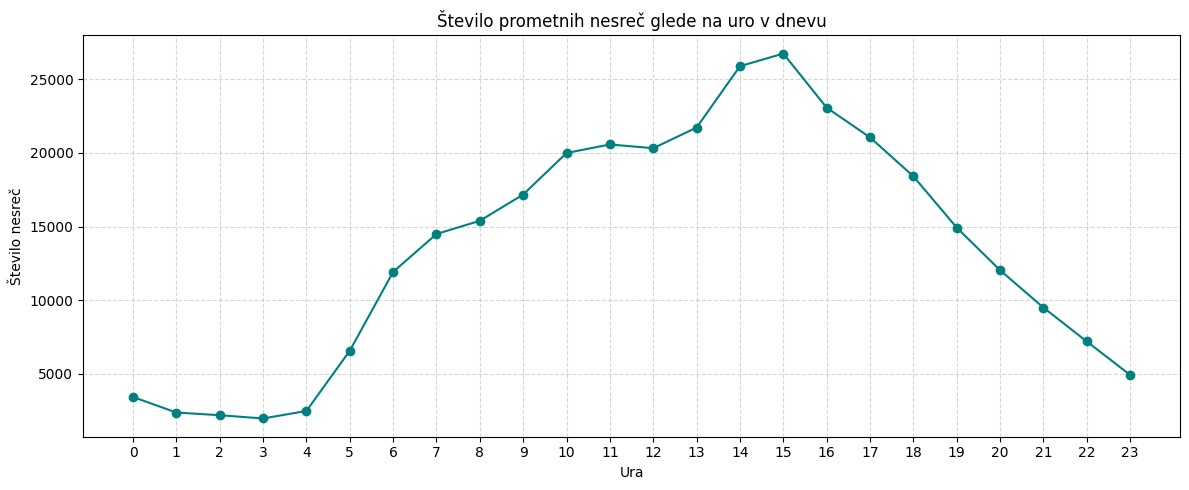 Število prometnih nesreč glede na uro v dnevu
Število nesreč
25000
20000
15000
10000
5000
0 1 2 3 4 5 6 7 8 9 10 11 12 13 14 15 16 17 18 19 20 21 22 23
Ura